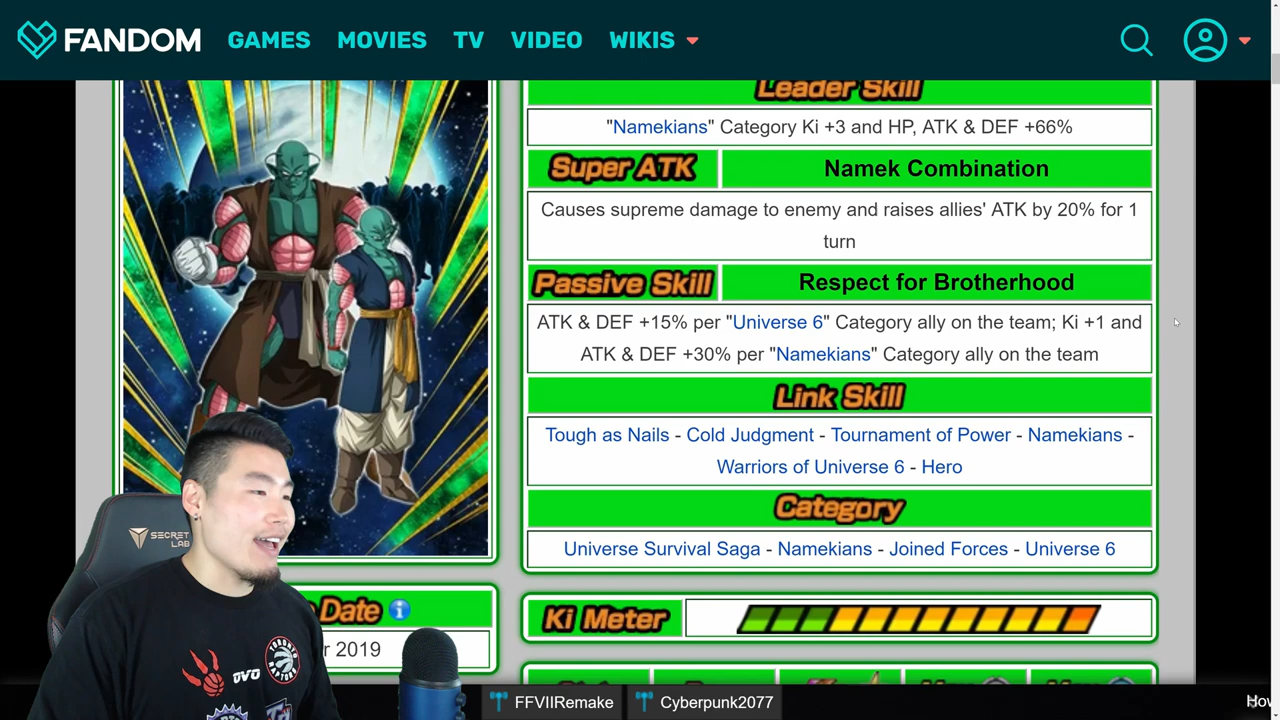 FANDOM GAMES MOVIES TV VIDEO WIKIS
Leader Skill
"Namekians" Category Ki +3 and HP, ATK & DEF +66%
Super ATK Namek Combination
Causes supreme damage to enemy and raises allies' ATK by 20% for 1
turn
Passive Skill Respect for Brotherhood
ATK & DEF +15% per "Universe 6" Category ally on the team; Ki +1 and
ATK & DEF +30% per "Namekians" Category ally on the team
Link Skill
Tough as Nails - Cold Judgment - Tournament of Power - Namekians -
Warriors of Universe 6 - Hero
Category
Universe Survival Saga - Namekians - Joined Forces - Universe 6
Date
2019
Ki Meter
SECRET
LAB
OVO
TORONTO
RAPTORS
FFVIIRemake
Cyberpunk2077